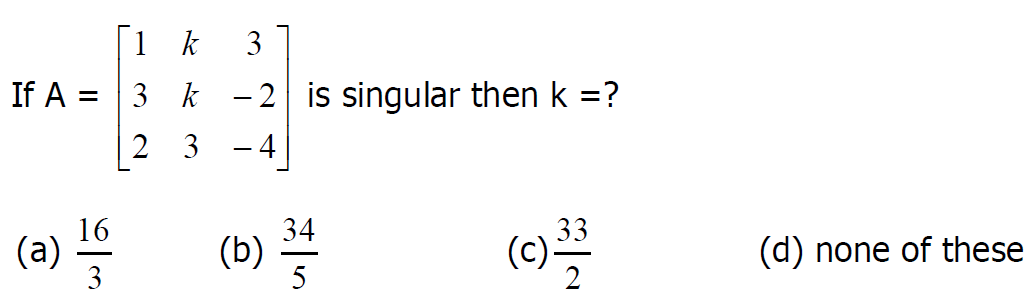 If A = [1 k 3
3 k −2
2 3 −4] is singular then k =?
(a) 16/3 (b) 34/5 (c) 33/2 (d) none of these